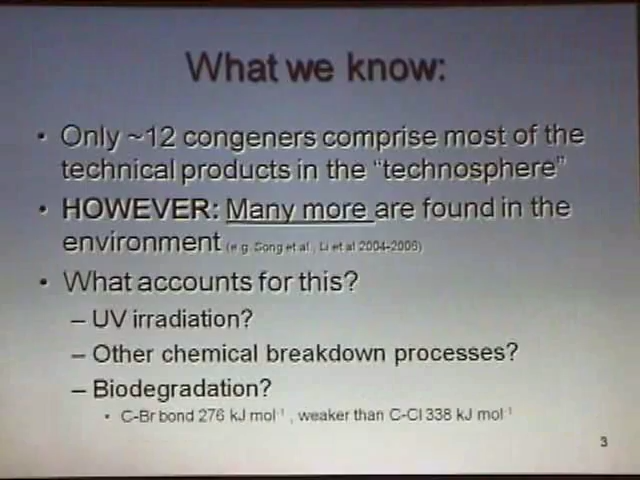 What we know:
• Only ~12 congeners comprise most of the
technical products in the “technosphere”
• HOWEVER: Many more are found in the
environment (e.g. Song et al., Li et al 2004-2006)
• What accounts for this?
– UV irradiation?
– Other chemical breakdown processes?
– Biodegradation?
• C-Br bond 276 kJ mol⁻¹ , weaker than C-Cl 338 kJ mol⁻¹
3